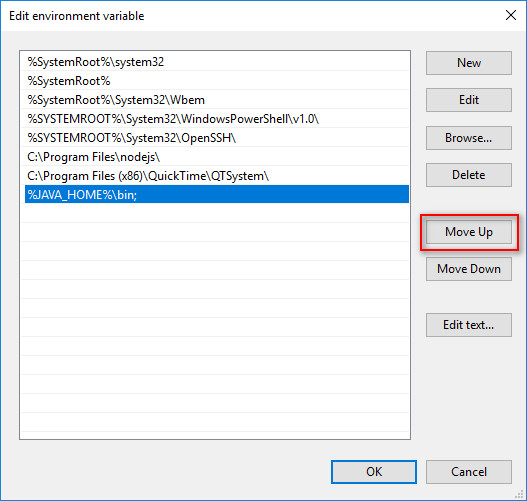 Edit environment variable
%SystemRoot%\system32
%SystemRoot%
%SystemRoot%\System32\Wbem
%SYSTEMROOT%\System32\WindowsPowerShell\v1.0\
%SYSTEMROOT%\System32\OpenSSH\
C:\Program Files\nodejs\
C:\Program Files (x86)\QuickTime\QTSystem\
%JAVA_HOME%\bin;
New
Edit
Browse...
Delete
Move Up
Move Down
Edit text...
OK
Cancel